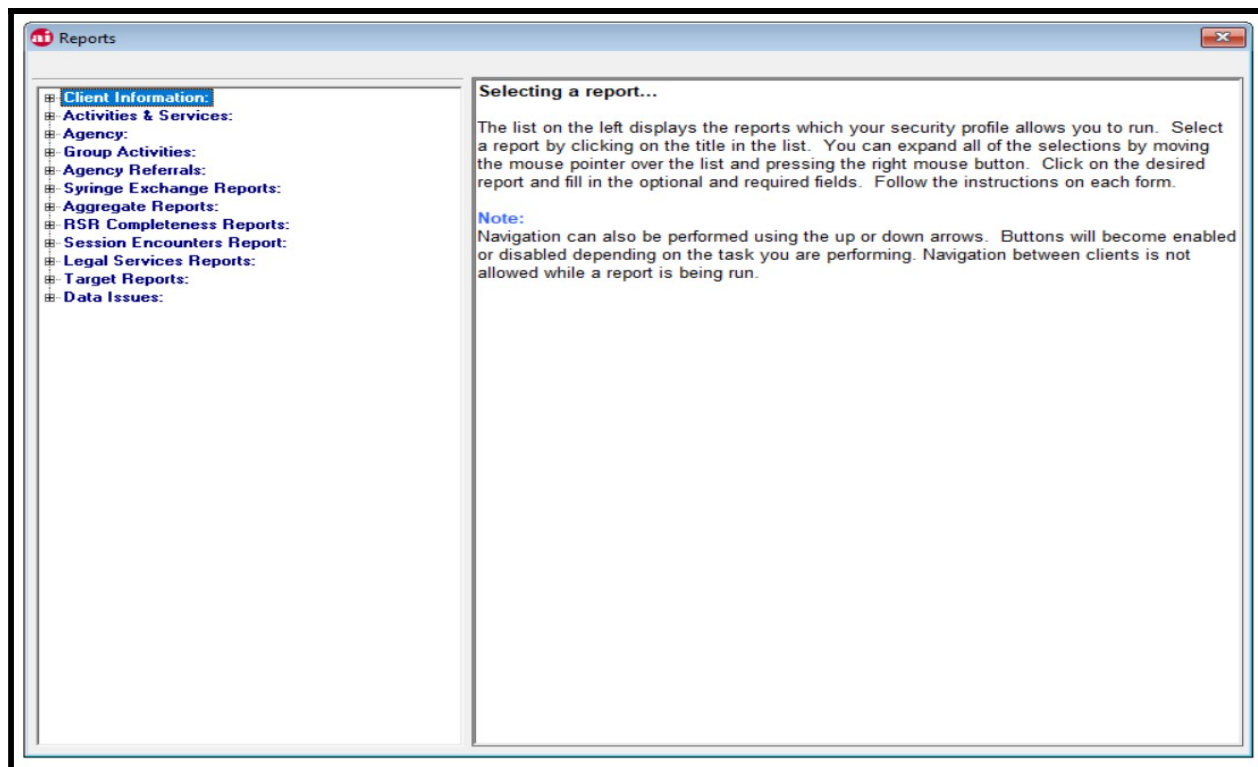 Reports
Client Information:
Activities & Services:
Agency:
Group Activities:
Agency Referrals:
Syringe Exchange Reports:
Aggregate Reports:
RSR Completeness Reports:
Session Encounters Report:
Legal Services Reports:
Target Reports:
Data Issues:
Selecting a report...
The list on the left displays the reports which your security profile allows you to run. Select
a report by clicking on the title in the list. You can expand all of the selections by moving
the mouse pointer over the list and pressing the right mouse button. Click on the desired
report and fill in the optional and required fields. Follow the instructions on each form.
Note:
Navigation can also be performed using the up or down arrows. Buttons will become enabled
or disabled depending on the task you are performing. Navigation between clients is not
allowed while a report is being run.